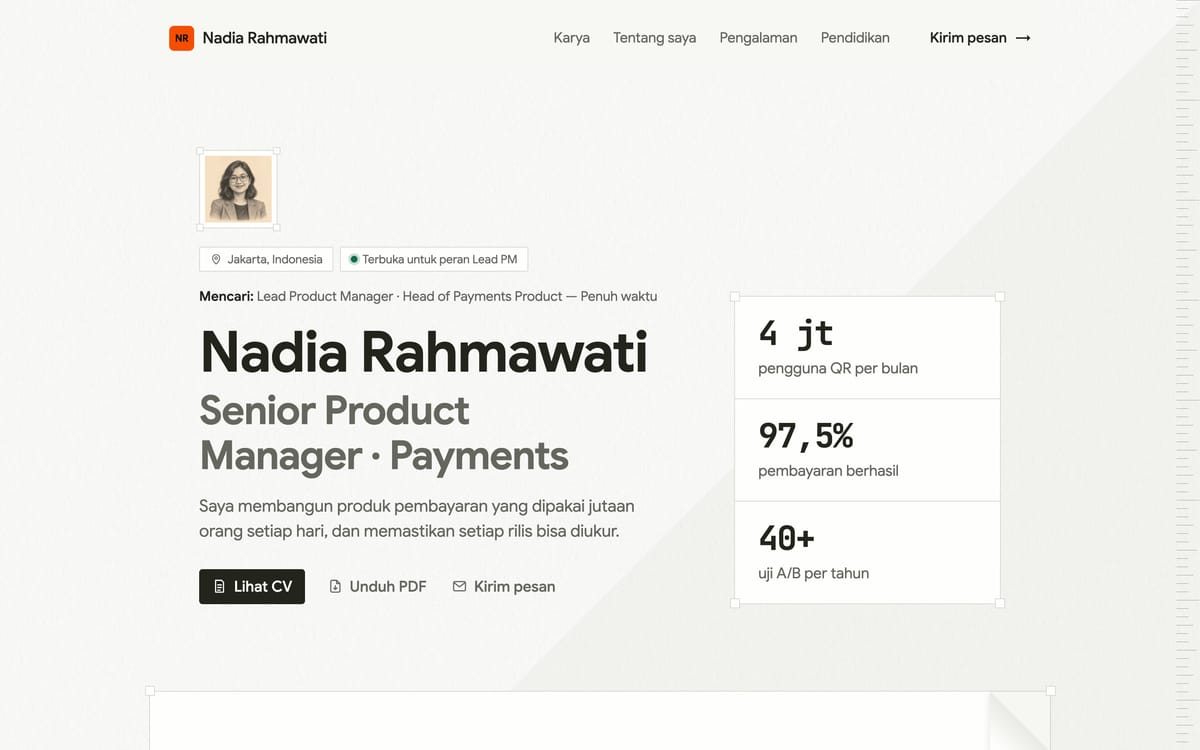 NR Nadia Rahmawati
Karya Tentang saya Pengalaman Pendidikan Kirim pesan →
Jakarta, Indonesia
Terbuka untuk peran Lead PM
Mencari: Lead Product Manager · Head of Payments Product — Penuh waktu
Nadia Rahmawati
Senior Product
Manager · Payments
Saya membangun produk pembayaran yang dipakai jutaan
orang setiap hari, dan memastikan setiap rilis bisa diukur.
Lihat CV Unduh PDF Kirim pesan
4 jt
pengguna QR per bulan
97,5%
pembayaran berhasil
40+
uji A/B per tahun